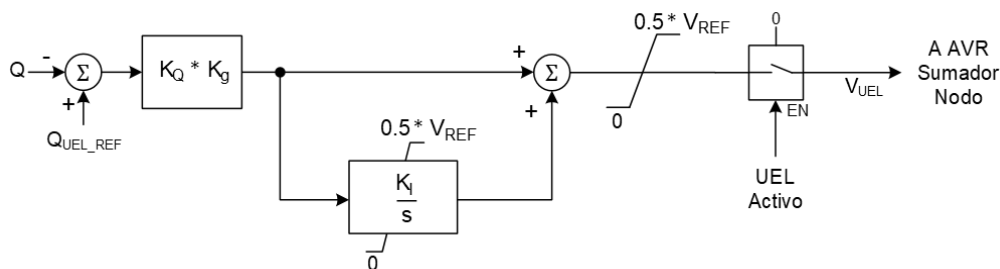 0.5* V_REF
0
Q
-
Σ
+
K_Q * K_g
+
Σ
+
0
V_UEL
EN
A AVR
Sumador
Nodo
Q_UEL_REF
0.5* V_REF
K_I
s
0
UEL
Activo